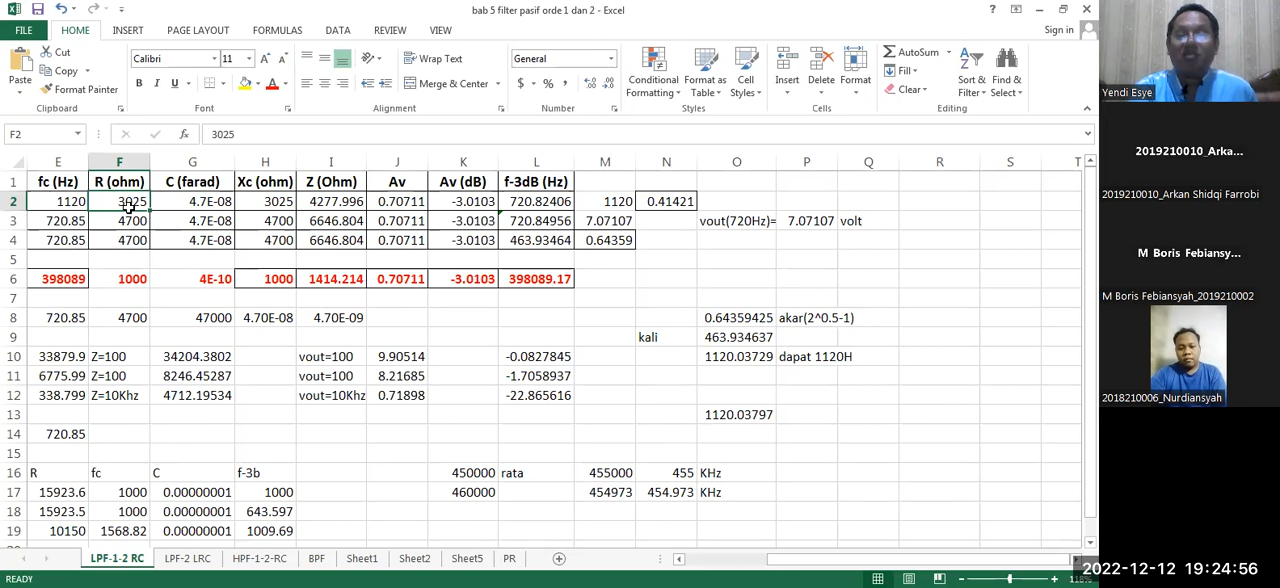 bab 5 filter pasif orde 1 dan 2 - Excel
FILE HOME INSERT PAGE LAYOUT FORMULAS DATA REVIEW VIEW Sign in
Paste Cut Copy Format Painter Clipboard
Calibri 11 B I U Font
Wrap Text Merge & Center Alignment
General $ % , Number
Conditional Formatting Format as Table Cell Styles Styles
Insert Delete Format Cells
AutoSum Fill Clear Sort & Filter Find & Select Editing
F2 fx 3025
E F G H I J K L M N O P Q R S T
1 fc (Hz) R (ohm) C (farad) Xc (ohm) Z (Ohm) Av Av (dB) f-3dB (Hz)
2 1120 3025 4.7E-08 3025 4277.996 0.70711 -3.0103 720.82406 1120 0.41421
3 720.85 4700 4.7E-08 4700 6646.804 0.70711 -3.0103 720.84956 7.07107 vout(720Hz)= 7.07107 volt
4 720.85 4700 4.7E-08 4700 6646.804 0.70711 -3.0103 463.93464 0.64359
5
6 398089 1000 4E-10 1000 1414.214 0.70711 -3.0103 398089.17
7
8 720.85 4700 47000 4.70E-08 4.70E-09 0.64359425 akar(2^0.5-1)
9 kali 463.934637
10 33879.9 Z=100 34204.3802 vout=100 9.90514 -0.0827845 1120.03729 dapat 1120H
11 6775.99 Z=100 8246.45287 vout=100 8.21685 -1.7058937
12 338.799 Z=10Khz 4712.19534 vout=10Khz 0.71898 -22.865616
13 1120.03797
14 720.85
15
16 R fc C f-3b 450000 rata 455000 455 KHz
17 15923.6 1000 0.00000001 1000 460000 454973 454.973 KHz
18 15923.5 1000 0.00000001 643.597
19 10150 1568.82 0.00000001 1009.69
LPF-1-2 RC LPF-2 LRC HPF-1-2-RC BPF Sheet1 Sheet2 Sheet5 PR
READY
Yendi Esye
2019210010_Arka...
2019210010_Arkan Shidqi Farrobi
M Boris Febiansy...
M Boris Febiansyah_2019210002
2018210006_Nurdiansyah
2022-12-12 19:24:56